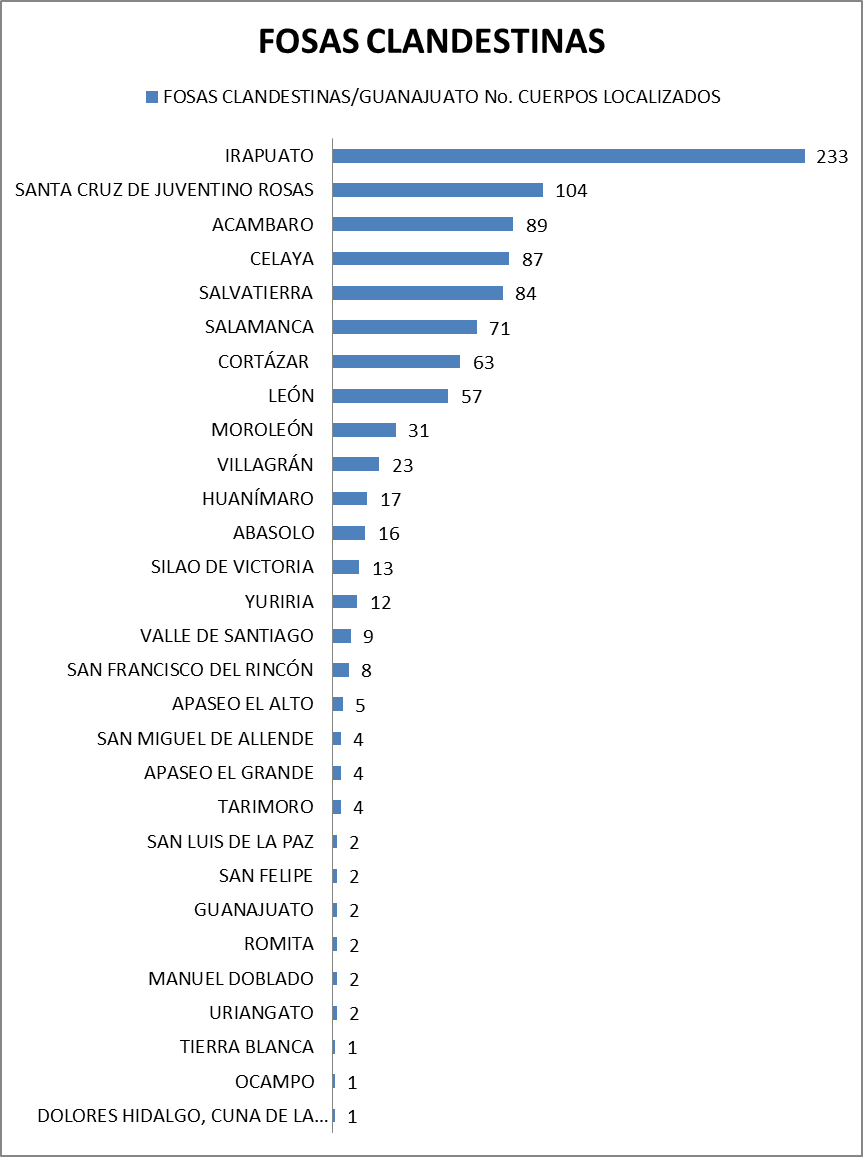 FOSAS CLANDESTINAS
FOSAS CLANDESTINAS/GUANAJUATO No. CUERPOS LOCALIZADOS
IRAPUATO 233
SANTA CRUZ DE JUVENTINO ROSAS 104
ACAMBARO 89
CELAYA 87
SALVATIERRA 84
SALAMANCA 71
CORTÁZAR 63
LEÓN 57
MOROLEÓN 31
VILLAGRÁN 23
HUANÍMARO 17
ABASOLO 16
SILAO DE VICTORIA 13
YURIRIA 12
VALLE DE SANTIAGO 9
SAN FRANCISCO DEL RINCÓN 8
APASEO EL ALTO 5
SAN MIGUEL DE ALLENDE 4
APASEO EL GRANDE 4
TARIMORO 4
SAN LUIS DE LA PAZ 2
SAN FELIPE 2
GUANAJUATO 2
ROMITA 2
MANUEL DOBLADO 2
URIANGATO 2
TIERRA BLANCA 1
OCAMPO 1
DOLORES HIDALGO, CUNA DE LA... 1